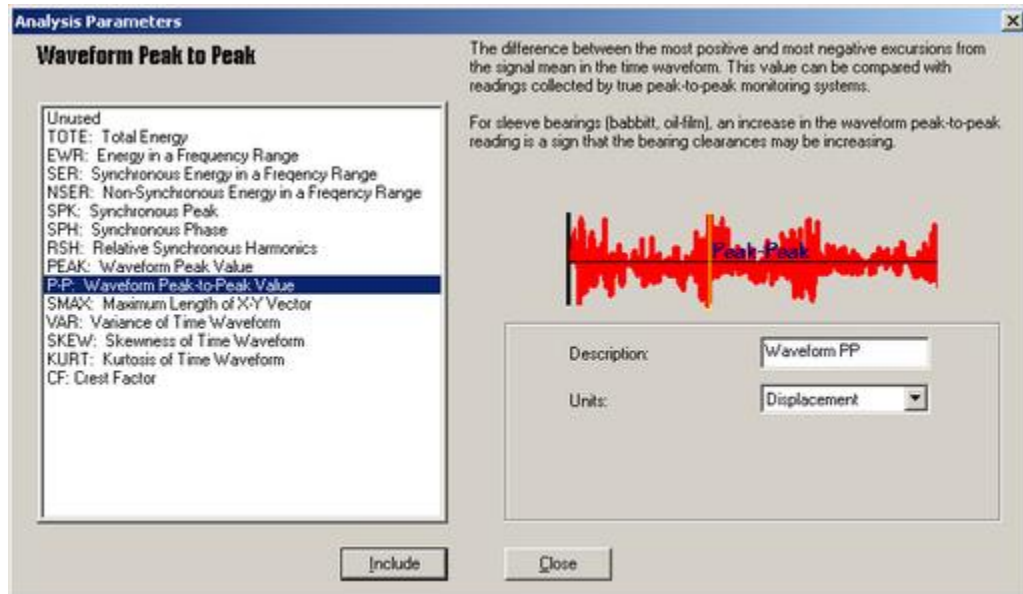 Analysis Parameters
Waveform Peak to Peak
Unused
TOTE: Total Energy
EWR: Energy in a Frequency Range
SER: Synchronous Energy in a Freqency Range
NSER: Non-Synchronous Energy in a Freqency Range
SPK: Synchronous Peak
SPH: Synchronous Phase
RSH: Relative Synchronous Harmonics
PEAK: Waveform Peak Value
P-P: Waveform Peak-to-Peak Value
SMAX: Maximum Length of X-Y Vector
VAR: Variance of Time Waveform
SKEW: Skewness of Time Waveform
KURT: Kurtosis of Time Waveform
CF: Crest Factor
The difference between the most positive and most negative excursions from
the signal mean in the time waveform. This value can be compared with
readings collected by true peak-to-peak monitoring systems.
For sleeve bearings (babbitt, oil-film), an increase in the waveform peak-to-peak
reading is a sign that the bearing clearances may be increasing.
Peak-Peak
Description: Waveform PP
Units: Displacement
Include Close